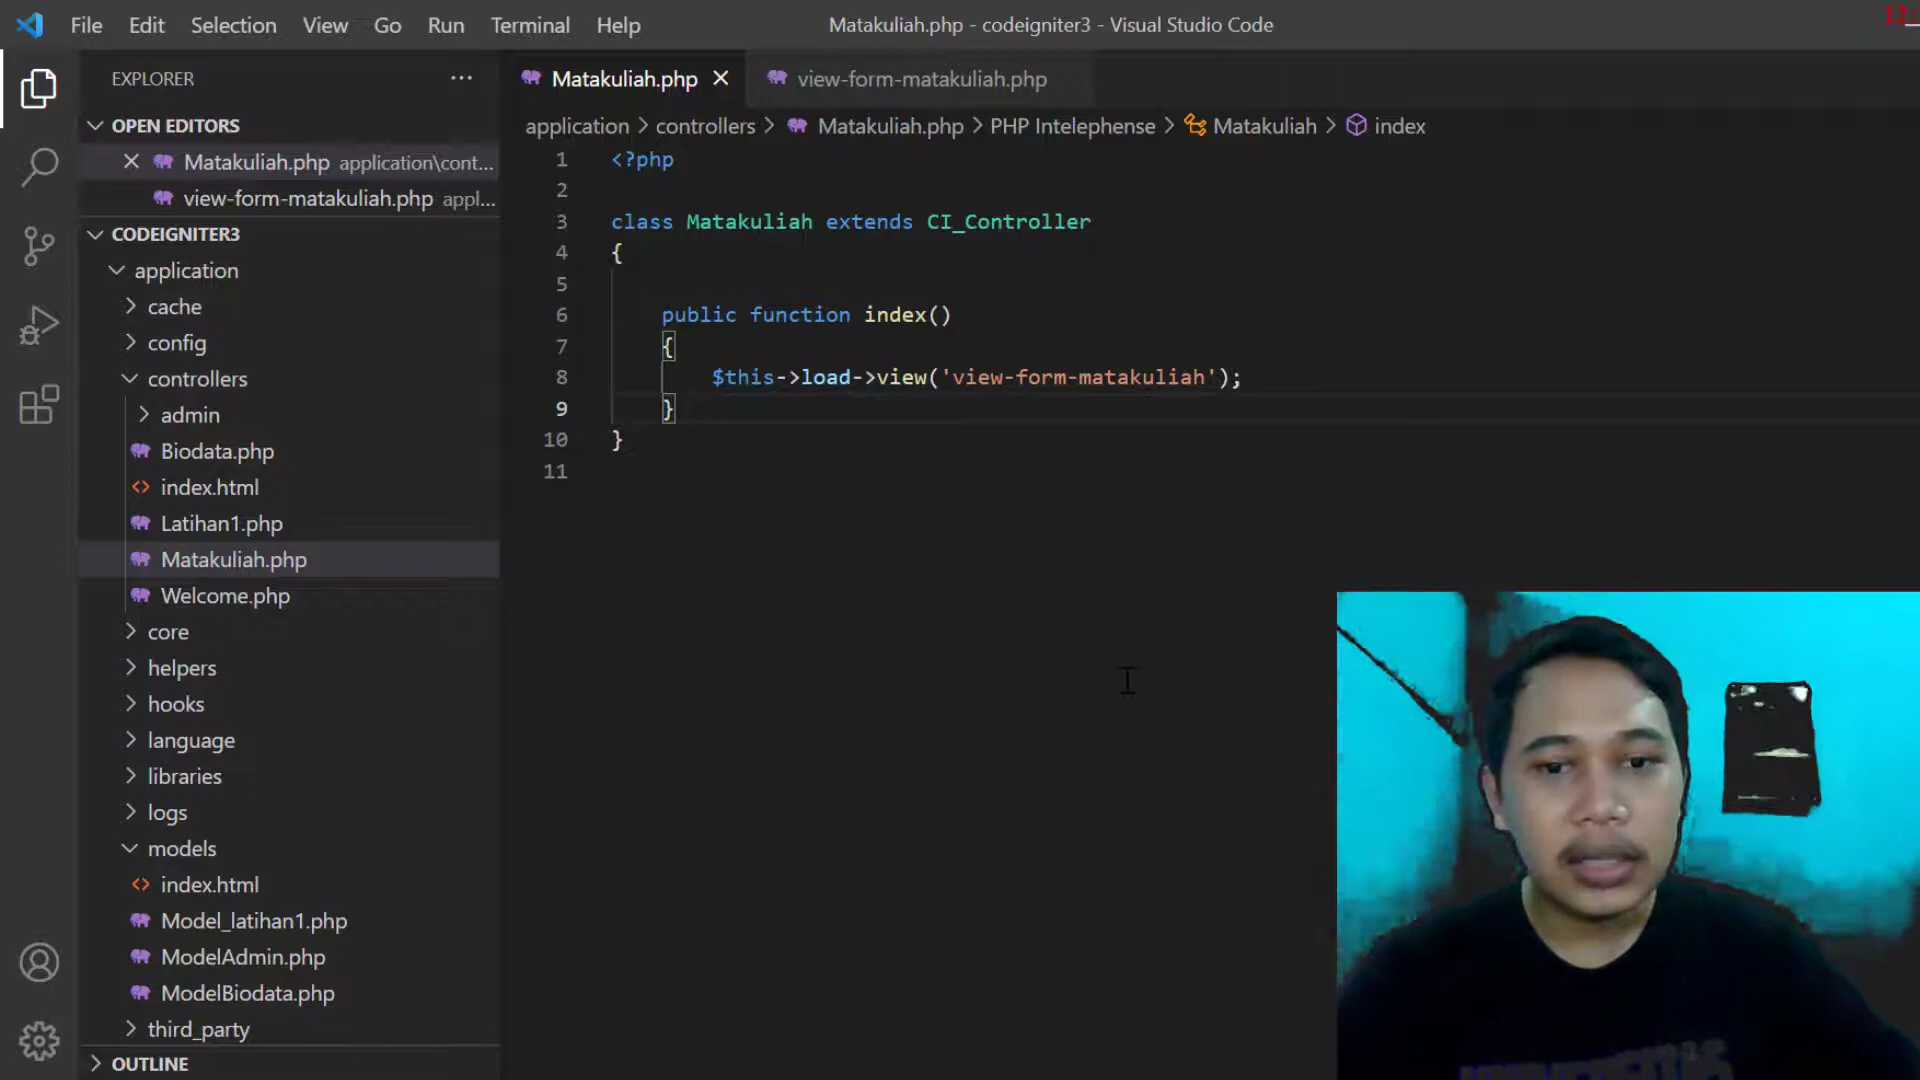 File Edit Selection View Go Run Terminal Help
Matakuliah.php - codeigniter3 - Visual Studio Code
12:
EXPLORER
OPEN EDITORS
Matakuliah.php application\cont...
view-form-matakuliah.php appl...
CODEIGNITER3
application
cache
config
controllers
admin
Biodata.php
index.html
Latihan1.php
Matakuliah.php
Welcome.php
core
helpers
hooks
language
libraries
logs
models
index.html
Model_latihan1.php
ModelAdmin.php
ModelBiodata.php
third_party
OUTLINE
Matakuliah.php
view-form-matakuliah.php
application > controllers > Matakuliah.php > PHP Intelephense > Matakuliah > index
1 <?php
2
3 class Matakuliah extends CI_Controller
4 {
5
6 public function index()
7 {
8 $this->load->view('view-form-matakuliah');
9 }
10 }
11